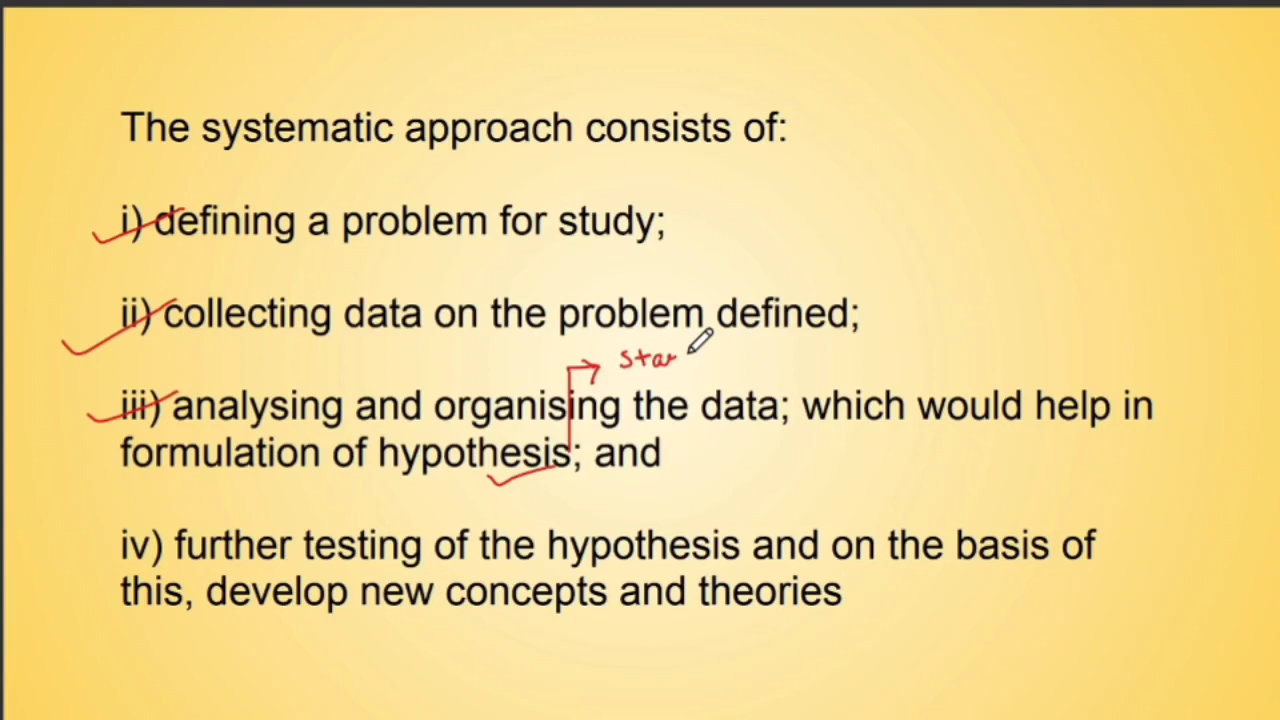 The systematic approach consists of:
i) defining a problem for study;
ii) collecting data on the problem defined;
star
iii) analysing and organising the data; which would help in
formulation of hypothesis; and
iv) further testing of the hypothesis and on the basis of
this, develop new concepts and theories